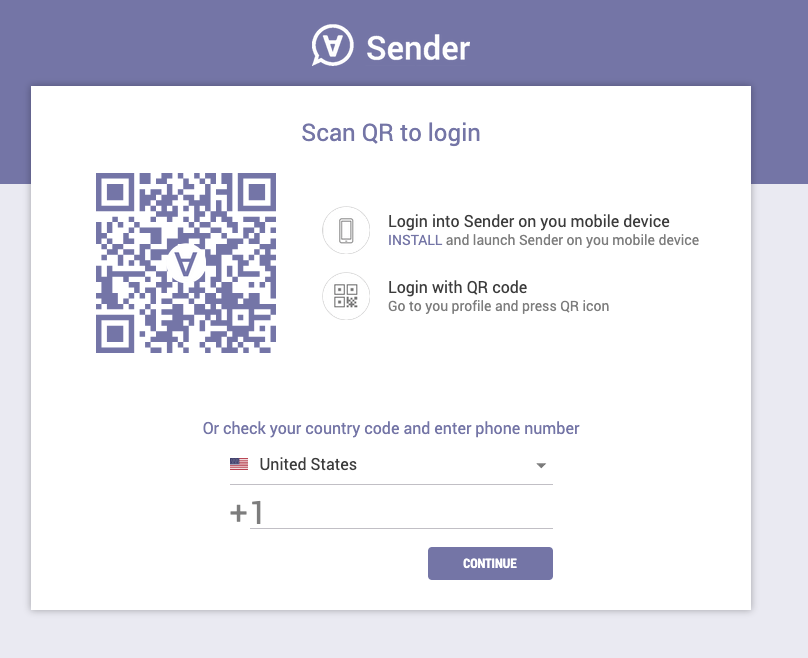 Sender
Scan QR to login
Login into Sender on you mobile device
INSTALL and launch Sender on you mobile device
Login with QR code
Go to you profile and press QR icon
Or check your country code and enter phone number
United States
+1
CONTINUE